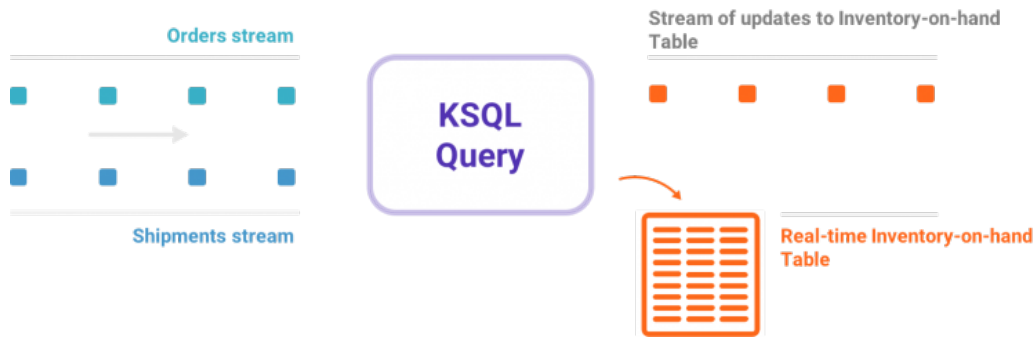 Orders stream
Shipments stream
KSQL
Query
Stream of updates to Inventory-on-hand
Table
Real-time Inventory-on-hand
Table